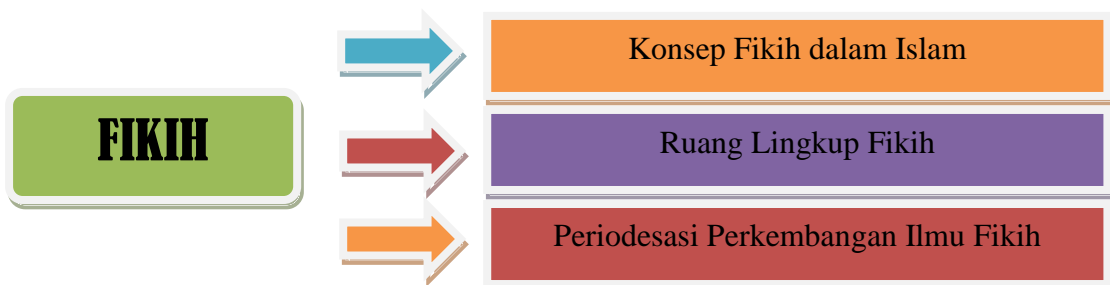 FIKIH
Konsep Fikih dalam Islam
Ruang Lingkup Fikih
Periodesasi Perkembangan Ilmu Fikih